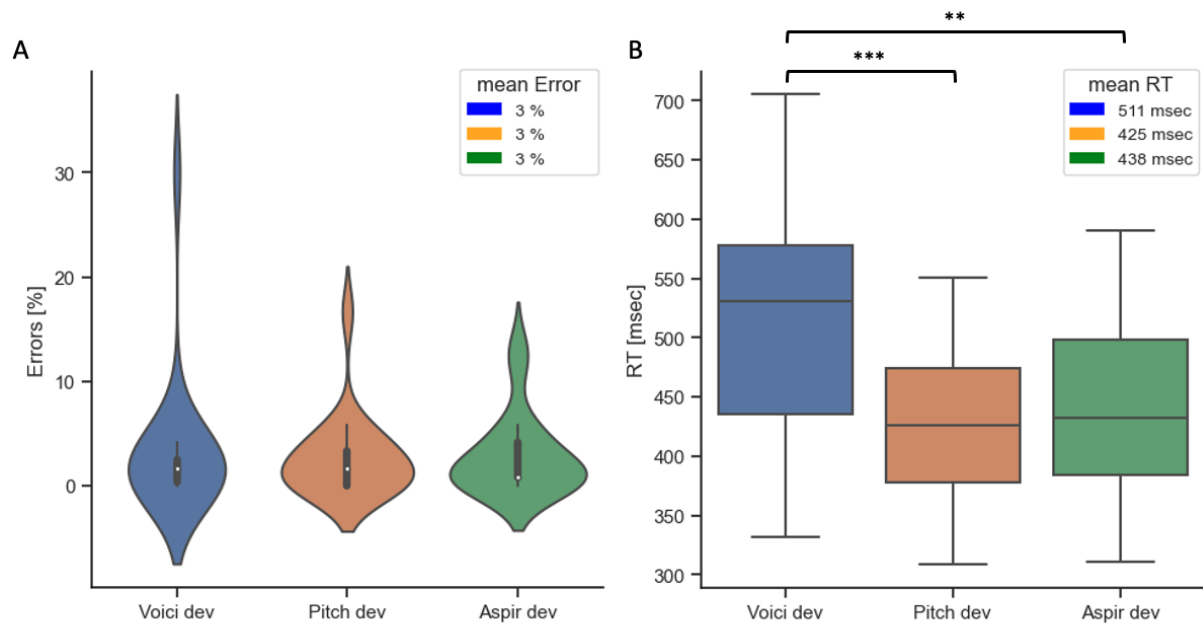 A
mean Error
3 %
3 %
3 %
Errors [%]
30
20
10
0
Voici dev
Pitch dev
Aspir dev
B
**
***
mean RT
511 msec
425 msec
438 msec
RT [msec]
700
650
600
550
500
450
400
350
300
Voici dev
Pitch dev
Aspir dev